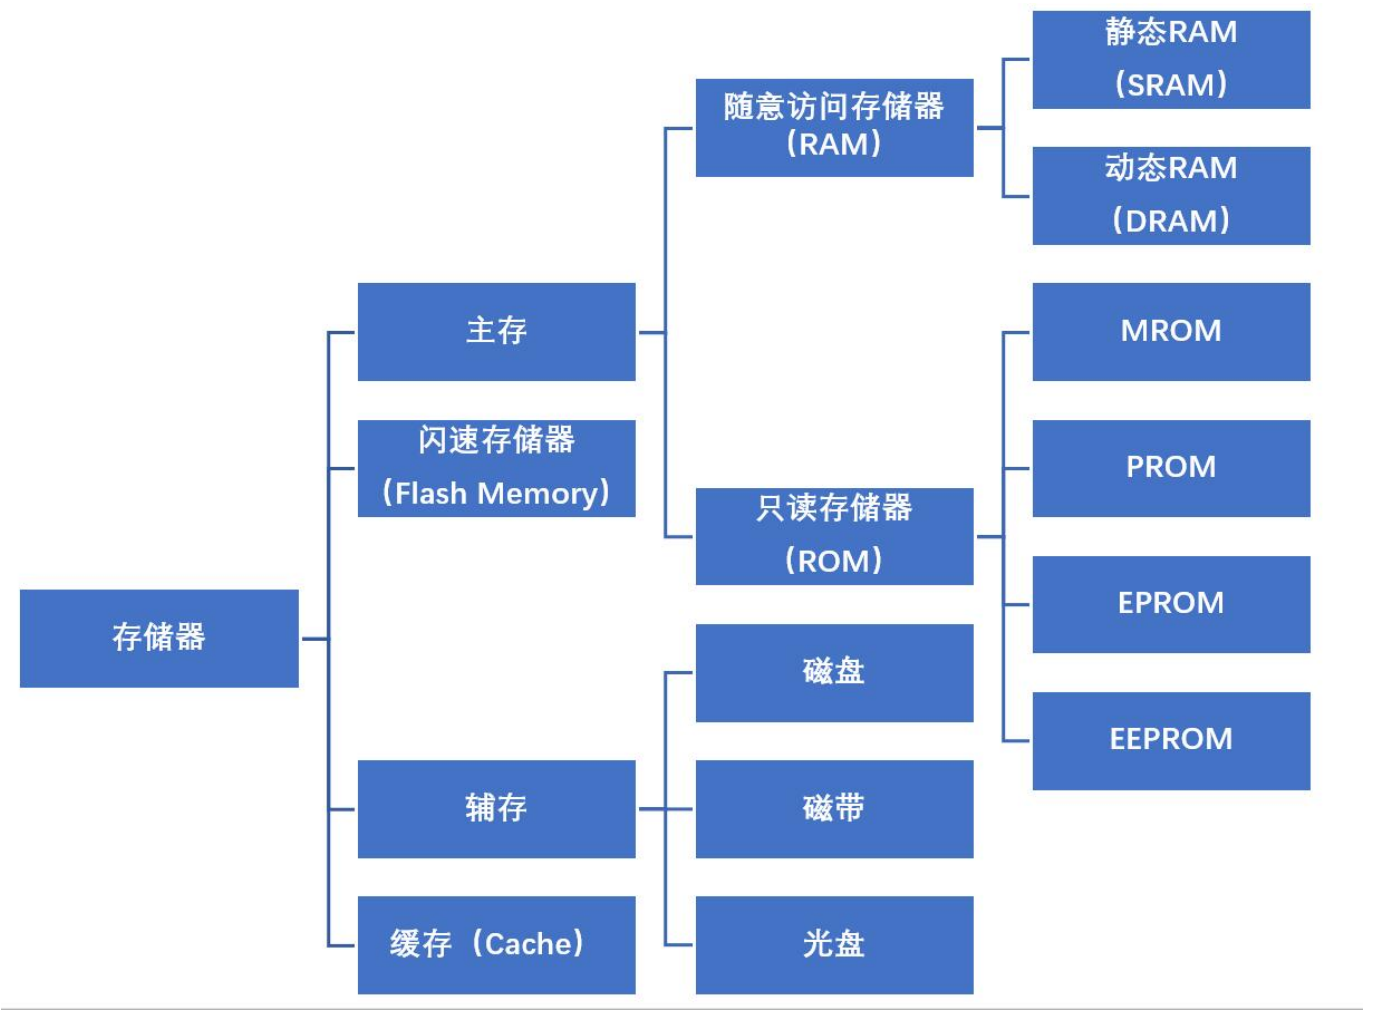 存储器
主存
随意访问存储器
（RAM）
静态RAM
（SRAM）
动态RAM
（DRAM）
只读存储器
（ROM）
MROM
PROM
EPROM
EEPROM
闪速存储器
（Flash Memory）
辅存
磁盘
磁带
光盘
缓存（Cache）